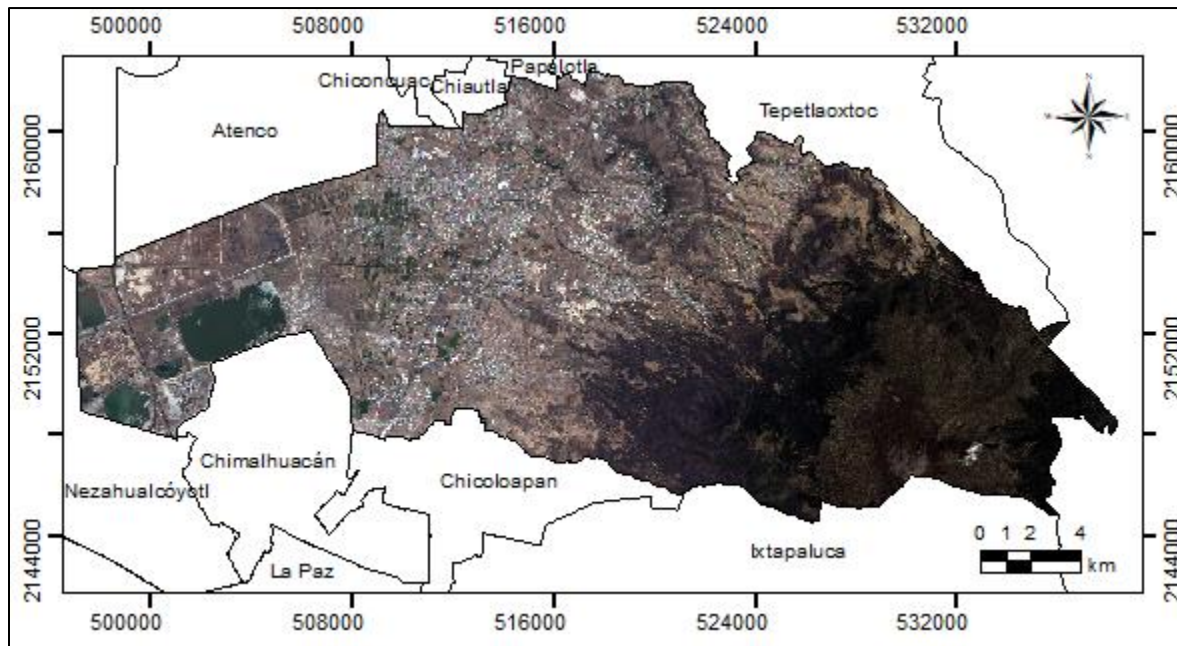 500000 508000 516000 524000 532000
Papalotla
Chiconcuac Chiautla
Tepetlaoxtoc
N
Atenco
W E
S
2160000 2160000
2152000 2152000
Chimalhuacán
Nezahualcóyotl
Chicoloapan
0 1 2 4
km
Ixtapaluca
La Paz
2144000 2144000
500000 508000 516000 524000 532000